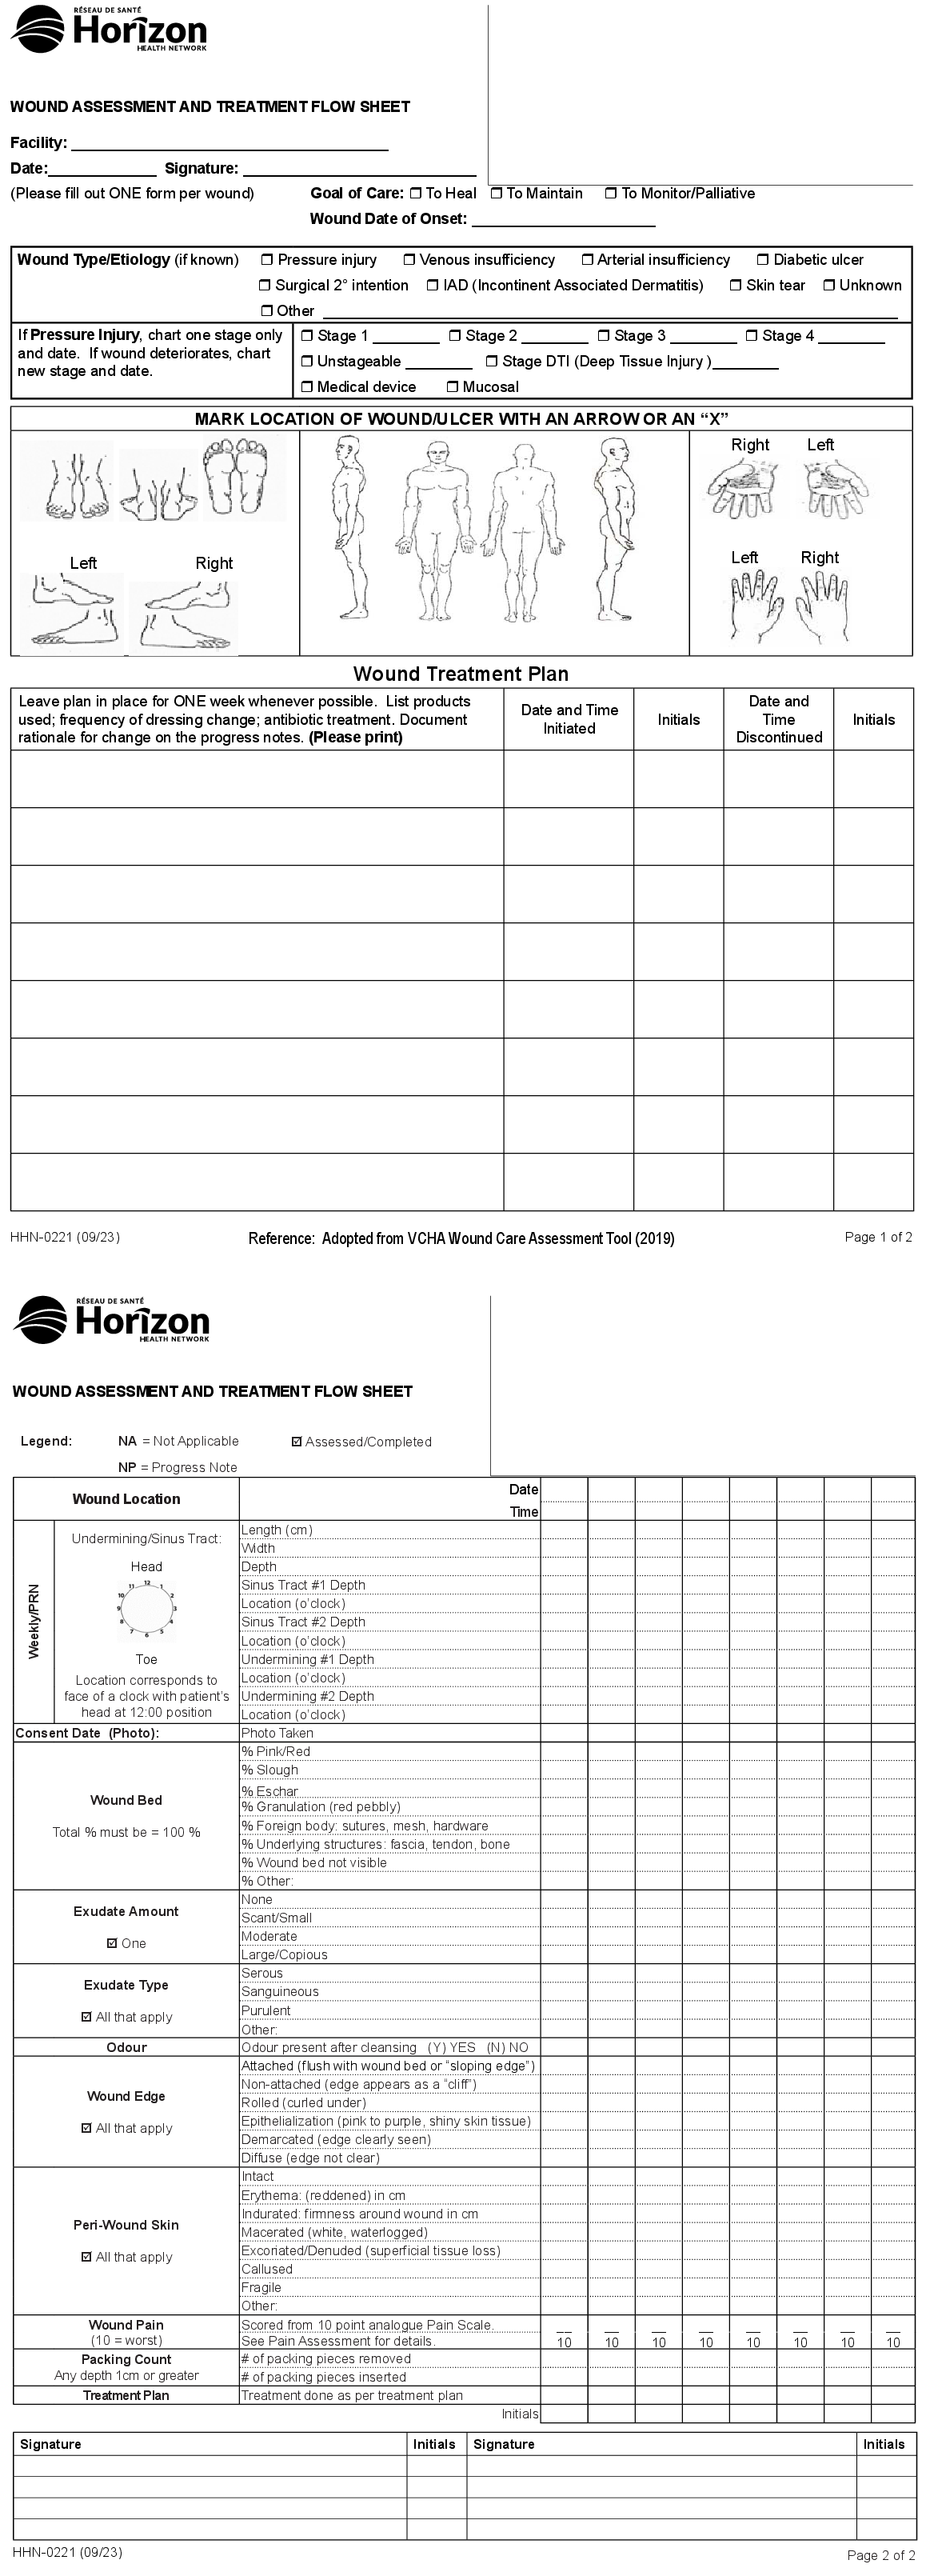 RÉSEAU DE SANTÉ
Horizon
HEALTH NETWORK
WOUND ASSESSMENT AND TREATMENT FLOW SHEET
Facility:
Date: Signature:
(Please fill out ONE form per wound) Goal of Care: ❒ To Heal ❒ To Maintain ❒ To Monitor/Palliative
Wound Date of Onset:
Wound Type/Etiology (if known) ❒ Pressure injury ❒ Venous insufficiency ❒ Arterial insufficiency ❒ Diabetic ulcer
❒ Surgical 2° intention ❒ IAD (Incontinent Associated Dermatitis) ❒ Skin tear ❒ Unknown
❒ Other
If Pressure Injury, chart one stage only
and date. If wound deteriorates, chart
new stage and date.
❒ Stage 1 ❒ Stage 2 ❒ Stage 3 ❒ Stage 4
❒ Unstageable ❒ Stage DTI (Deep Tissue Injury )
❒ Medical device ❒ Mucosal
MARK LOCATION OF WOUND/ULCER WITH AN ARROW OR AN “X”
Left Right
Right Left
Left Right
Wound Treatment Plan
Leave plan in place for ONE week whenever possible. List products
used; frequency of dressing change; antibiotic treatment. Document
rationale for change on the progress notes. (Please print)
Date and Time
Initiated
Initials
Date and
Time
Discontinued
Initials
HHN-0221 (09/23) Reference: Adopted from VCHA Wound Care Assessment Tool (2019) Page 1 of 2
RÉSEAU DE SANTÉ
Horizon
HEALTH NETWORK
WOUND ASSESSMENT AND TREATMENT FLOW SHEET
Legend: NA = Not Applicable ☑ Assessed/Completed
NP = Progress Note
Wound Location
Date
Time
Weekly/PRN
Undermining/Sinus Tract:
Head
12 1 2 3 4 5 6 7 8 9 10 11
Toe
Location corresponds to
face of a clock with patient’s
head at 12:00 position
Length (cm)
Width
Depth
Sinus Tract #1 Depth
Location (o’clock)
Sinus Tract #2 Depth
Location (o’clock)
Undermining #1 Depth
Location (o’clock)
Undermining #2 Depth
Location (o’clock)
Consent Date (Photo): Photo Taken
Wound Bed
Total % must be = 100 %
% Pink/Red
% Slough
% Eschar
% Granulation (red pebbly)
% Foreign body: sutures, mesh, hardware
% Underlying structures: fascia, tendon, bone
% Wound bed not visible
% Other:
Exudate Amount
☑ One
None
Scant/Small
Moderate
Large/Copious
Exudate Type
☑ All that apply
Serous
Sanguineous
Purulent
Other:
Odour Odour present after cleansing (Y) YES (N) NO
Wound Edge
☑ All that apply
Attached (flush with wound bed or “sloping edge”)
Non-attached (edge appears as a “cliff”)
Rolled (curled under)
Epithelialization (pink to purple, shiny skin tissue)
Demarcated (edge clearly seen)
Diffuse (edge not clear)
Peri-Wound Skin
☑ All that apply
Intact
Erythema: (reddened) in cm
Indurated: firmness around wound in cm
Macerated (white, waterlogged)
Excoriated/Denuded (superficial tissue loss)
Callused
Fragile
Other:
Wound Pain
(10 = worst)
Scored from 10 point analogue Pain Scale.
See Pain Assessment for details.
10 10 10 10 10 10 10 10
Packing Count
Any depth 1cm or greater
# of packing pieces removed
# of packing pieces inserted
Treatment Plan Treatment done as per treatment plan
Initials
Signature Initials Signature Initials
HHN-0221 (09/23) Page 2 of 2